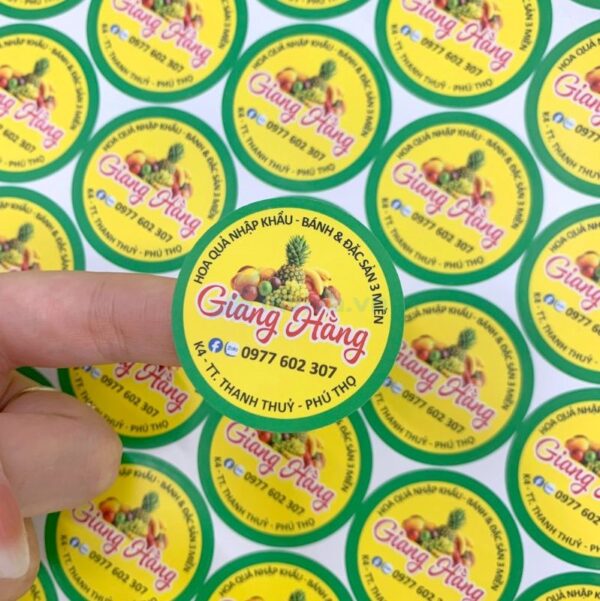 HOA QUẢ NHẬP KHẨU - BÁNH & ĐẶC SẢN 3 MIỀN
Giang Hằng
0977 602 307
K4 - TT. THANH THUỶ - PHÚ THỌ